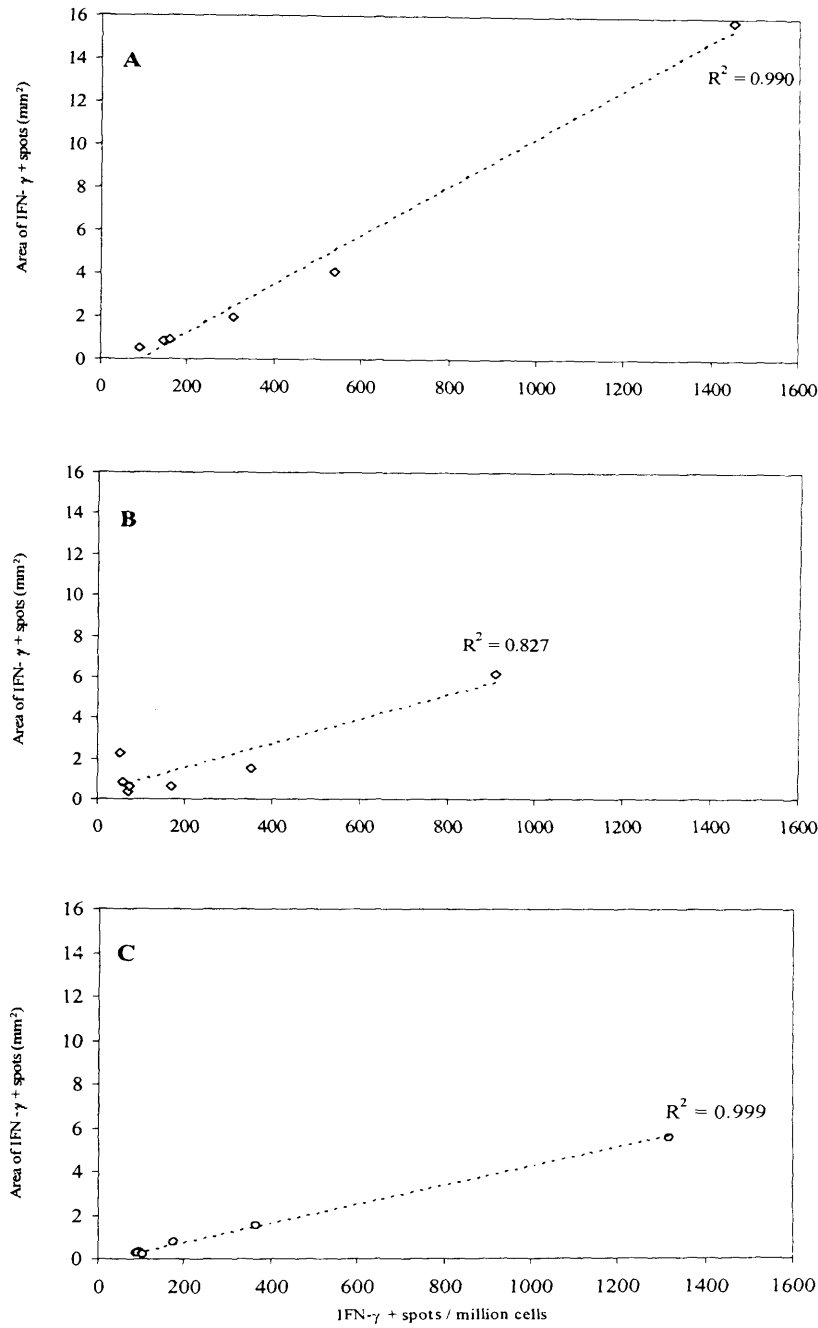 16
14
12
10
8
6
4
2
0
Area of IFN- γ + spots (mm²)
A
R² = 0.990
0 200 400 600 800 1000 1200 1400 1600
16
14
12
10
8
6
4
2
0
Area of IFN- γ + spots (mm²)
B
R² = 0.827
0 200 400 600 800 1000 1200 1400 1600
16
14
12
10
8
6
4
2
0
Area of IFN -γ + spots (mm²)
C
R² = 0.999
0 200 400 600 800 1000 1200 1400 1600
IFN-γ + spots / million cells